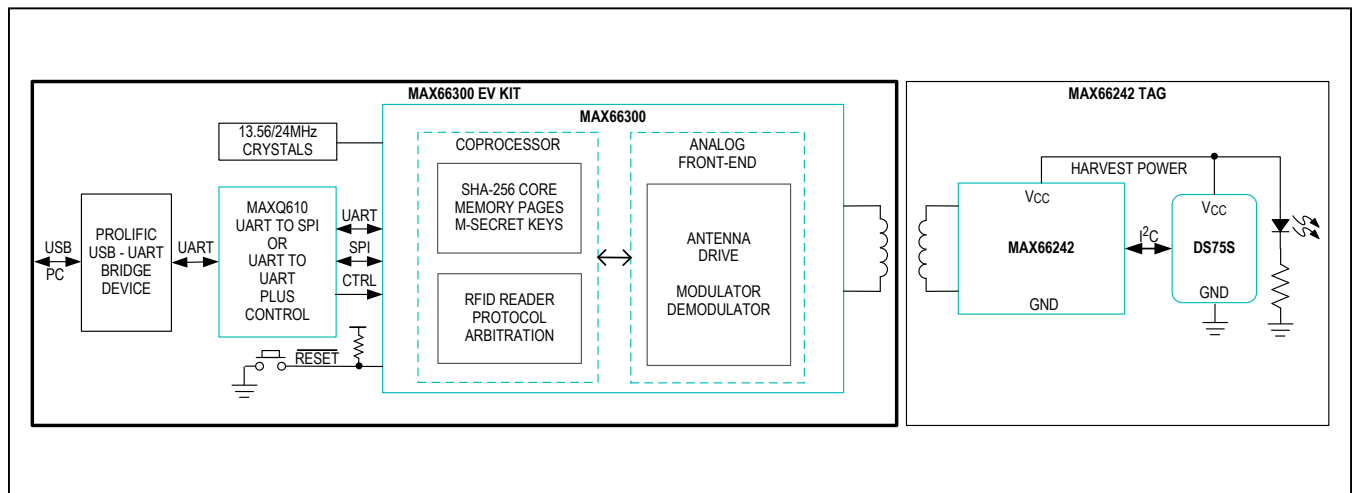 MAX66300 EV KIT
MAX66300
13.56/24MHz
CRYSTALS
COPROCESSOR
SHA-256 CORE
MEMORY PAGES
M-SECRET KEYS
RFID READER
PROTOCOL
ARBITRATION
ANALOG
FRONT-END
ANTENNA
DRIVE
MODULATOR
DEMODULATOR
USB
PC
PROLIFIC
USB - UART
BRIDGE
DEVICE
UART
MAXQ610
UART TO SPI
OR
UART TO
UART
PLUS
CONTROL
UART
SPI
CTRL
RESET
MAX66242 TAG
HARVEST POWER
VCC
MAX66242
GND
I2C
VCC
DS75S
GND